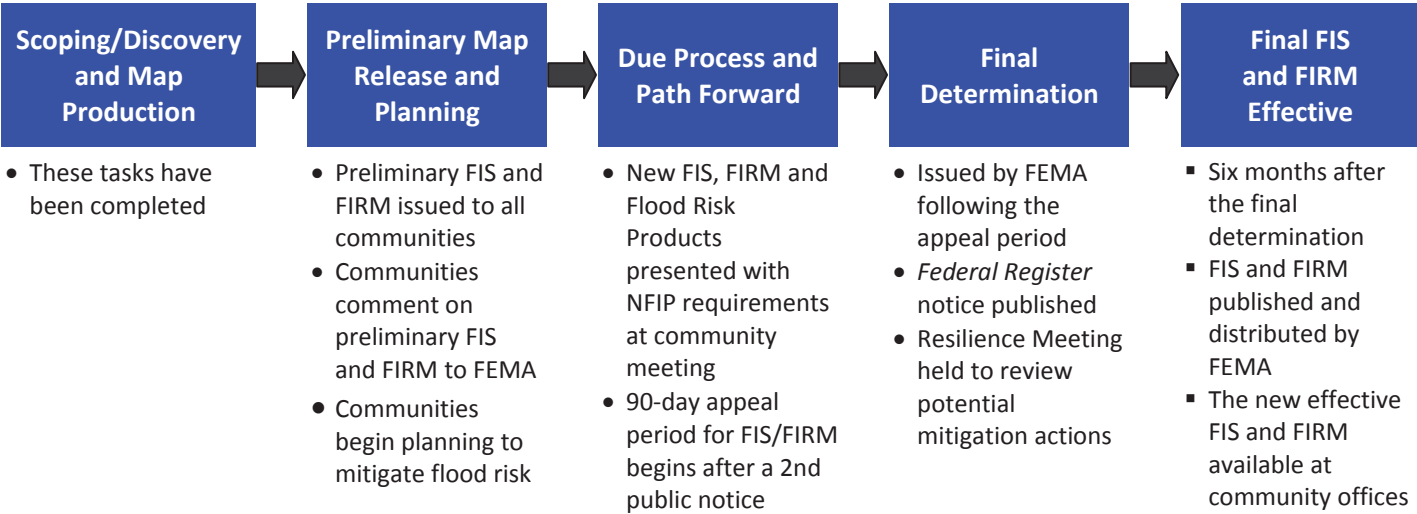 Scoping/Discovery
and Map
Production
• These tasks have
been completed
Preliminary Map
Release and
Planning
• Preliminary FIS and
FIRM issued to all
communities
• Communities
comment on
preliminary FIS
and FIRM to FEMA
• Communities
begin planning to
mitigate flood risk
Due Process and
Path Forward
• New FIS, FIRM and
Flood Risk
Products
presented with
NFIP requirements
at community
meeting
• 90-day appeal
period for FIS/FIRM
begins after a 2nd
public notice
Final
Determination
• Issued by FEMA
following the
appeal period
• Federal Register
notice published
• Resilience Meeting
held to review
potential
mitigation actions
Final FIS
and FIRM
Effective
▪ Six months after
the final
determination
▪ FIS and FIRM
published and
distributed by
FEMA
▪ The new effective
FIS and FIRM
available at
community offices